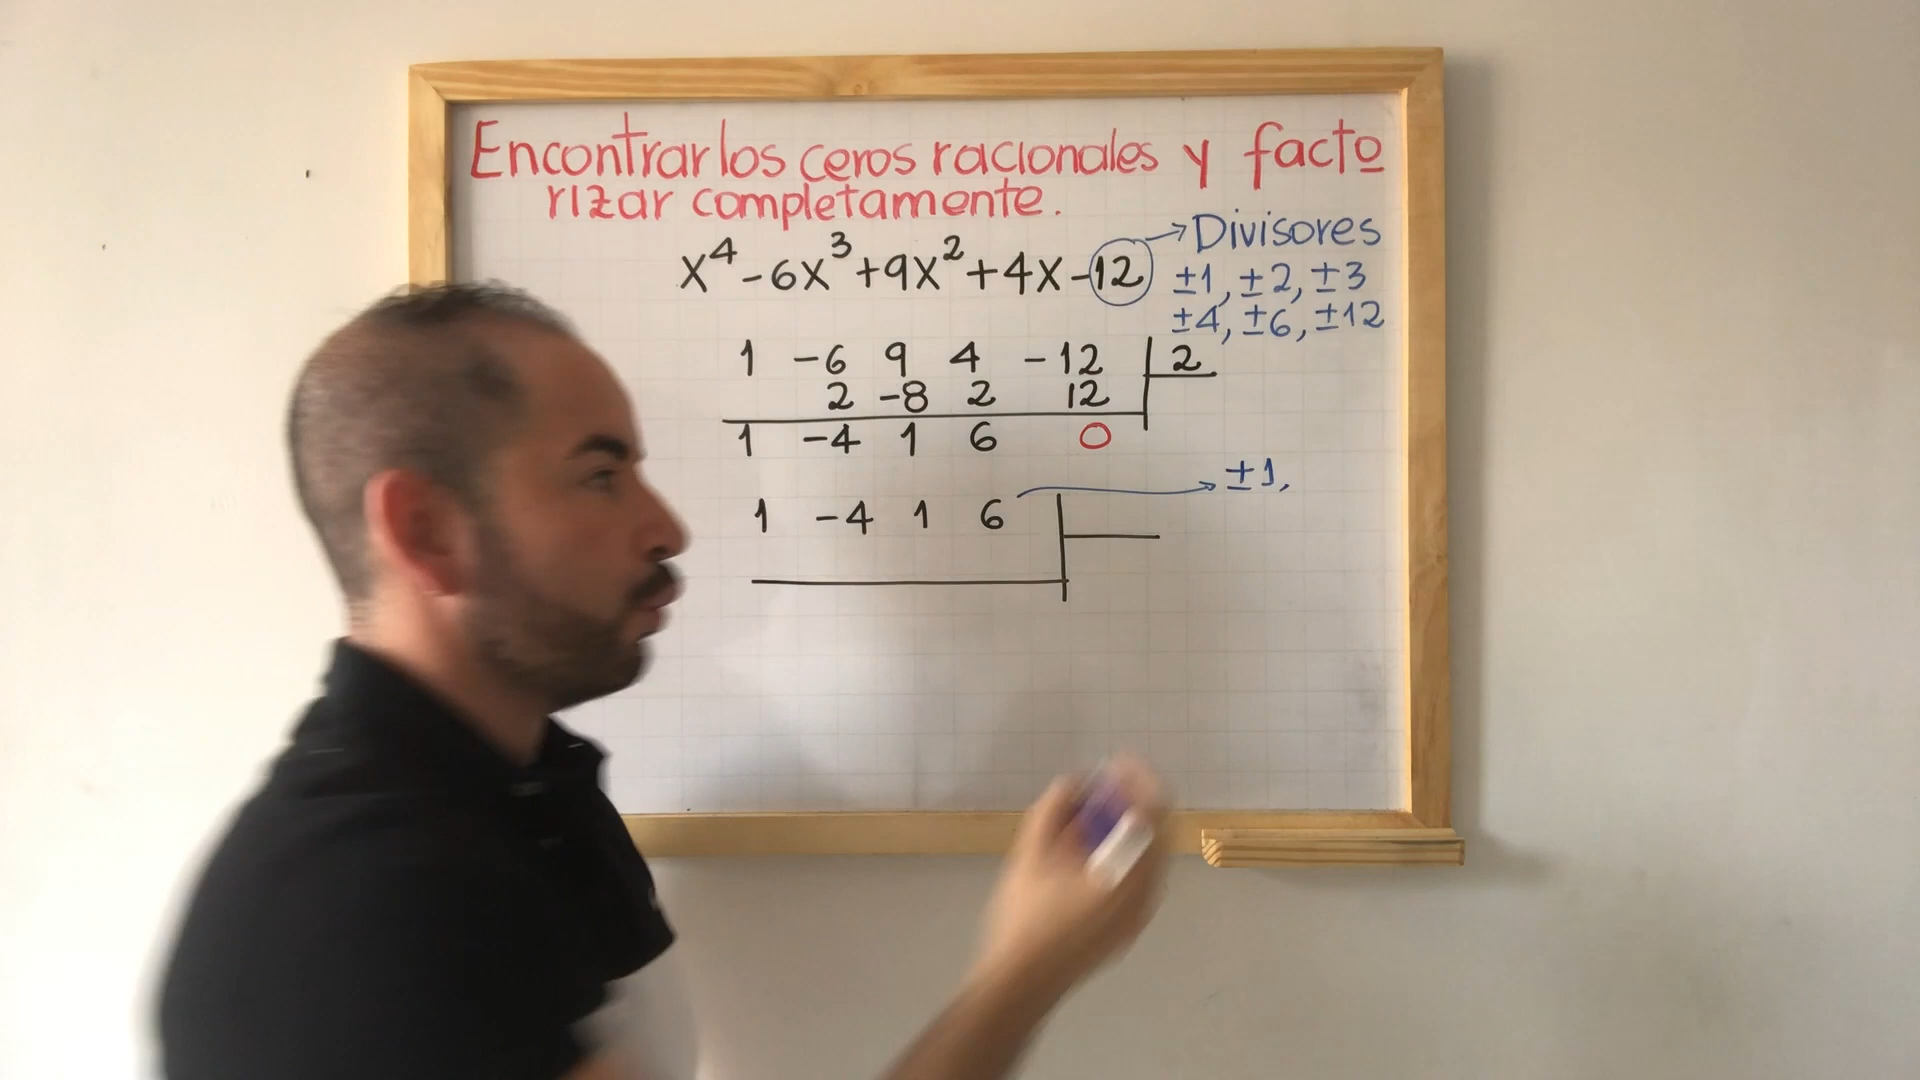 Encontrar los ceros racionales y facto
rizar completamente.
x⁴-6x³+9x²+4x-12 → Divisores
±1, ±2, ±3
±4, ±6, ±12
1 -6 9 4 -12 2
2 -8 2 12
1 -4 1 6 0
±1,
1 -4 1 6